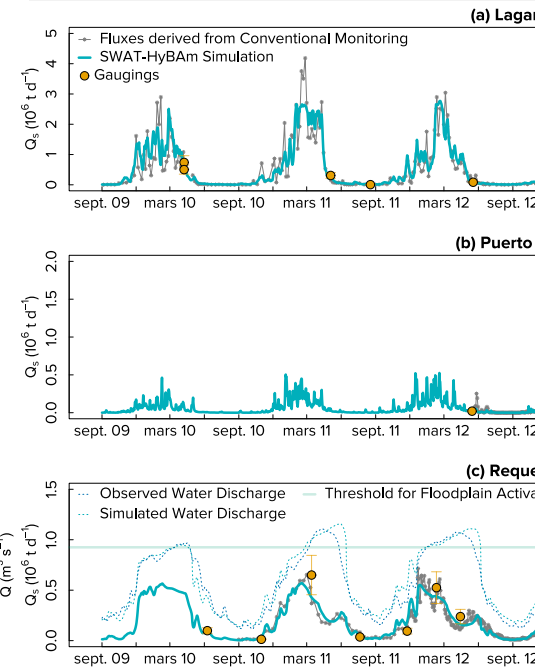 (a) Lagar
Fluxes derived from Conventional Monitoring
SWAT-HyBAm Simulation
Gaugings
Qs (10⁶ t d⁻¹)
5
4
3
2
1
0
sept. 09 mars 10 sept. 10 mars 11 sept. 11 mars 12 sept. 12
(b) Puerto
Qs (10⁶ t d⁻¹)
2.0
1.5
1.0
0.5
0.0
sept. 09 mars 10 sept. 10 mars 11 sept. 11 mars 12 sept. 12
(c) Reque
Observed Water Discharge Threshold for Floodplain Activa
Simulated Water Discharge
Q (m³ s⁻¹)
Qs (10⁶ t d⁻¹)
1.5
1.0
0.5
0.0
sept. 09 mars 10 sept. 10 mars 11 sept. 11 mars 12 sept. 12